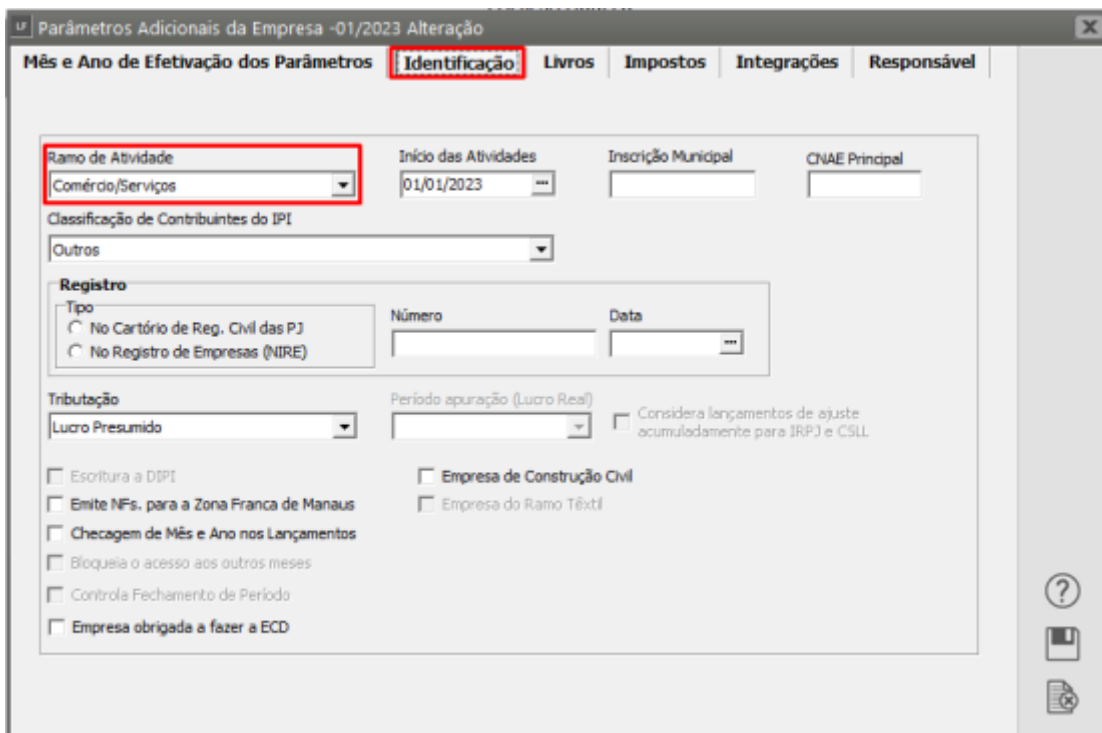 LF Parâmetros Adicionais da Empresa -01/2023 Alteração
Mês e Ano de Efetivação dos Parâmetros Identificação Livros Impostos Integrações Responsável
Ramo de Atividade Início das Atividades Inscrição Municipal CNAE Principal
Comércio/Serviços 01/01/2023 ...
Classificação de Contribuintes do IPI
Outros
Registro
Tipo
No Cartório de Reg. Civil das PJ
No Registro de Empresas (NIRE)
Número Data
...
Tributação Período apuração (Lucro Real)
Lucro Presumido
Considera lançamentos de ajuste
acumuladamente para IRPJ e CSLL
Escritura a DIPI Empresa de Construção Civil
Emite NFs. para a Zona Franca de Manaus Empresa do Ramo Têxtil
Checagem de Mês e Ano nos Lançamentos
Bloqueia o acesso aos outros meses
Controla Fechamento de Período
Empresa obrigada a fazer a ECD
?